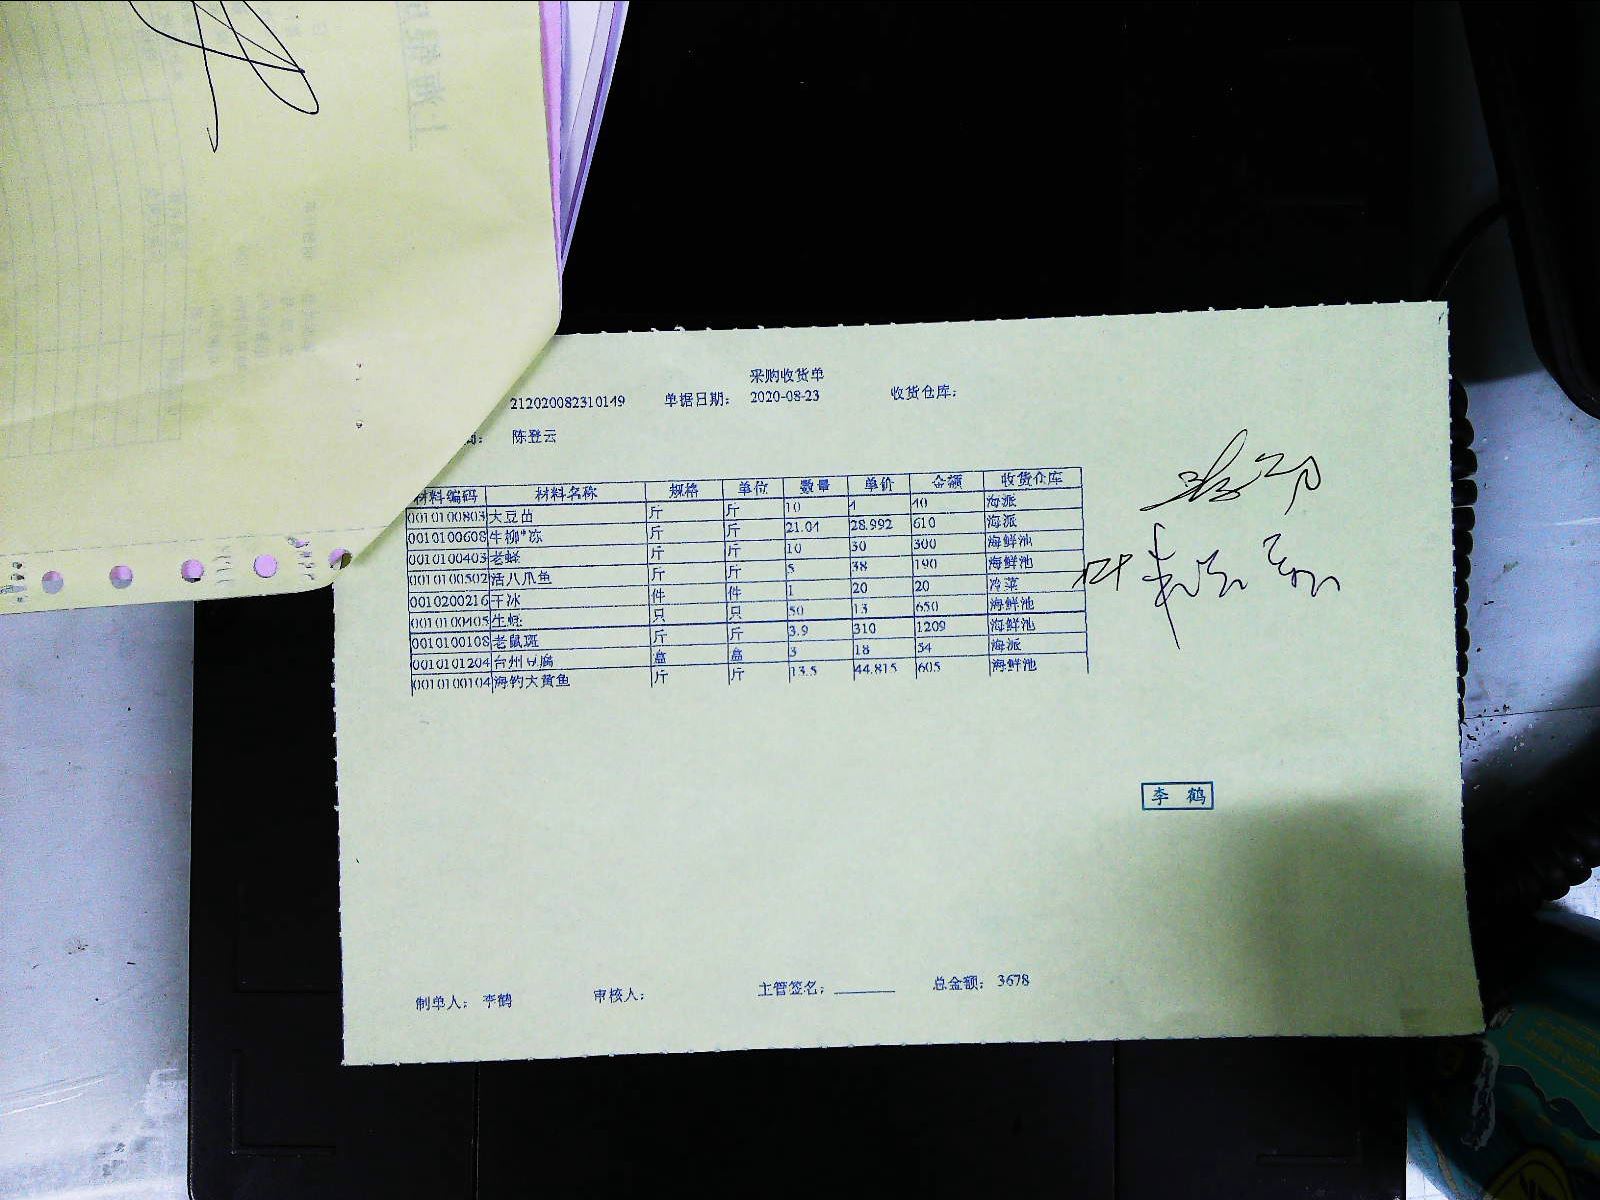 采购收货单
212020082310149 单据日期： 2020-08-23 收货仓库：
陈登云
材料编码 材料名称 规格 单位 数量 单价 金额 收货仓库
0010100803 大豆苗 斤 斤 10 4 40 海派
0010100608 牛柳*冻 斤 斤 21.04 28.992 610 海派
0010100403 老蛏 斤 斤 10 30 300 海鲜池
0010100502 活八爪鱼 斤 斤 5 38 190 海鲜池
0010200216 干冰 件 件 1 20 20 冷菜
0010100405 生蚝 只 只 50 13 650 海鲜池
0010100108 老鼠斑 斤 斤 3.9 310 1209 海鲜池
0010101204 台州豆腐 盒 盒 3 18 54 海派
0010100104 海钓大黄鱼 斤 斤 13.5 44.815 605 海鲜池
李 鹤
制单人： 李鹤 审核人： 主管签名： 总金额： 3678